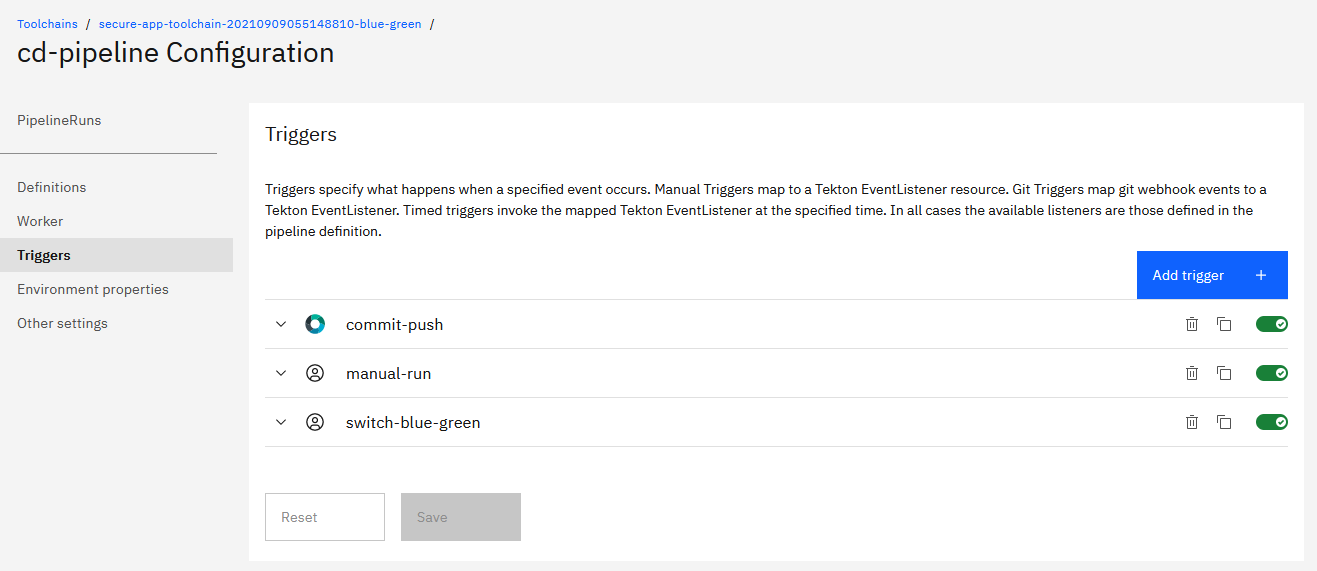 Toolchains / secure-app-toolchain-20210909055148810-blue-green /
cd-pipeline Configuration
PipelineRuns
Definitions
Worker
Triggers
Environment properties
Other settings
Triggers
Triggers specify what happens when a specified event occurs. Manual Triggers map to a Tekton EventListener resource. Git Triggers map git webhook events to a
Tekton EventListener. Timed triggers invoke the mapped Tekton EventListener at the specified time. In all cases the available listeners are those defined in the
pipeline definition.
Add trigger +
commit-push
manual-run
switch-blue-green
Reset Save